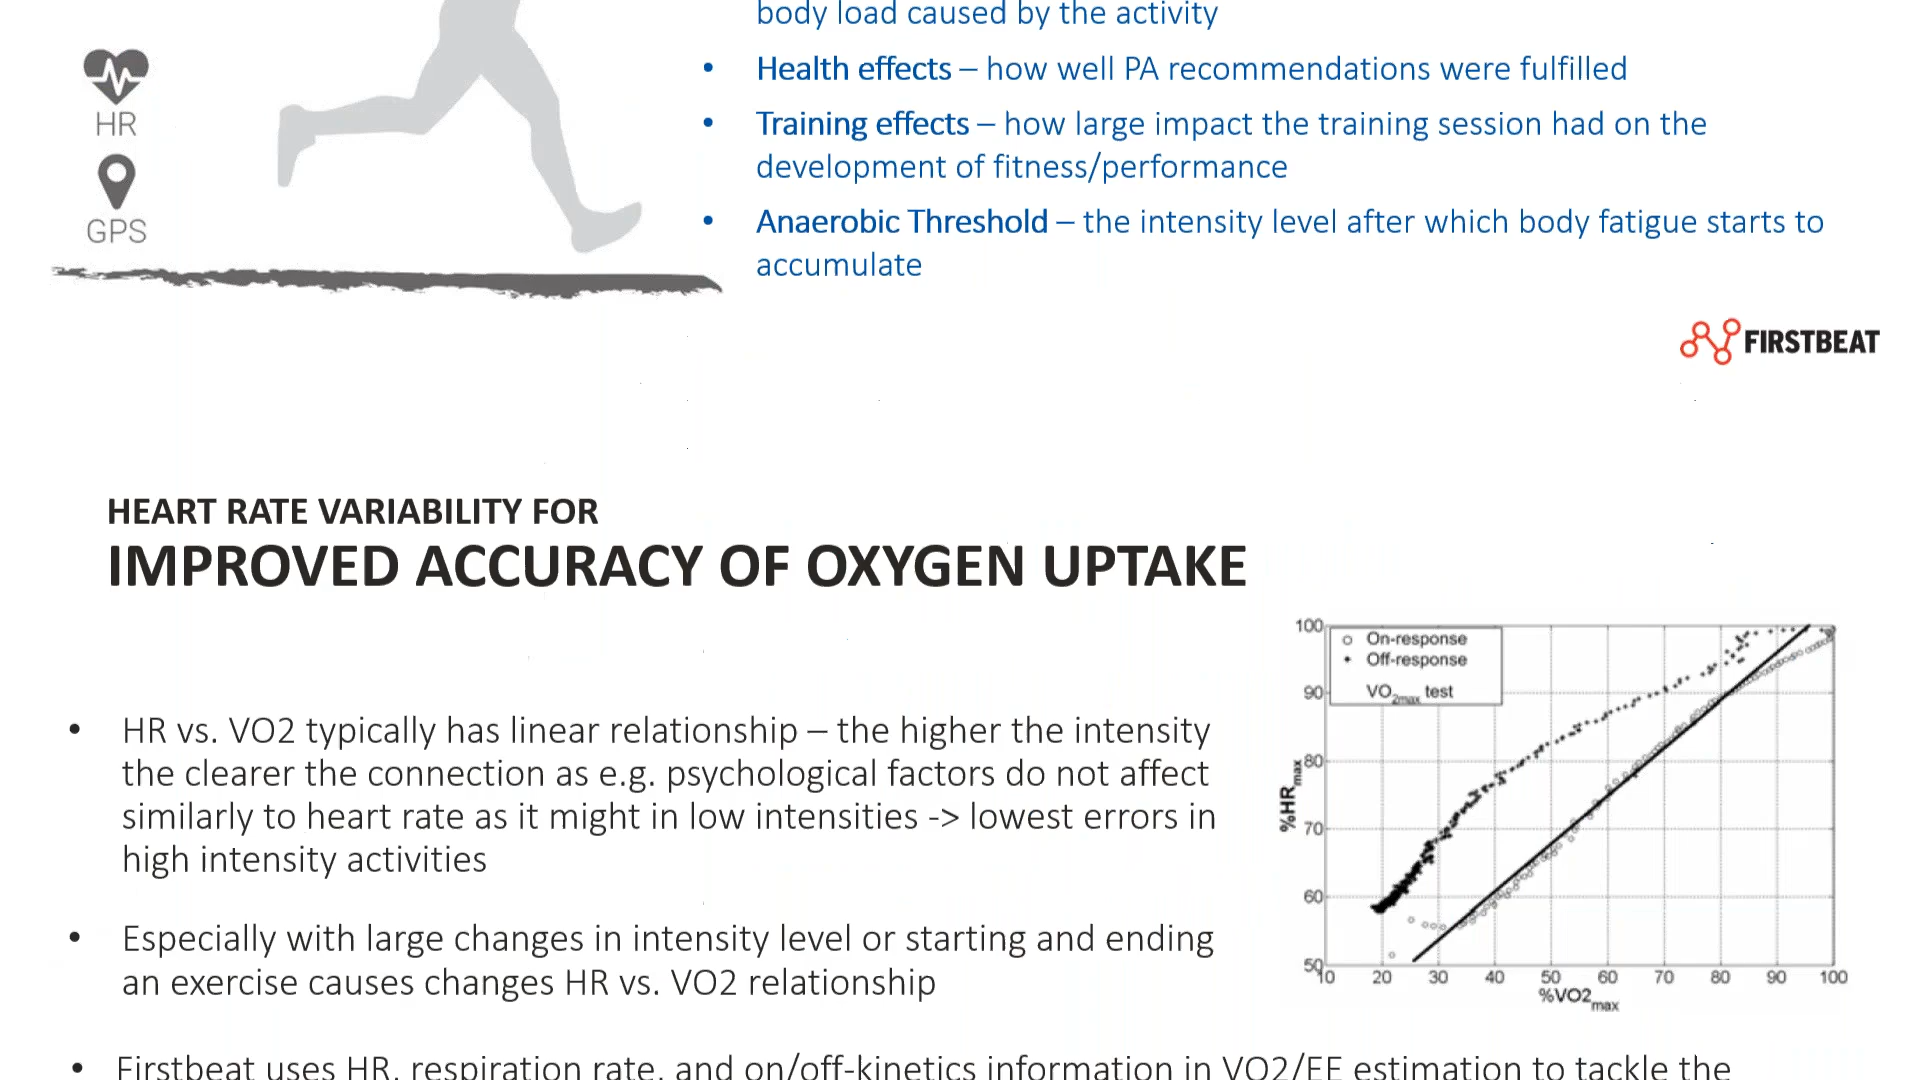 body load caused by the activity
• Health effects – how well PA recommendations were fulfilled
• Training effects – how large impact the training session had on the
development of fitness/performance
• Anaerobic Threshold – the intensity level after which body fatigue starts to
accumulate
HR
GPS
FIRSTBEAT
HEART RATE VARIABILITY FOR
IMPROVED ACCURACY OF OXYGEN UPTAKE
• HR vs. VO2 typically has linear relationship – the higher the intensity
the clearer the connection as e.g. psychological factors do not affect
similarly to heart rate as it might in low intensities -> lowest errors in
high intensity activities
• Especially with large changes in intensity level or starting and ending
an exercise causes changes HR vs. VO2 relationship
• Firstbeat uses HR, respiration rate, and on/off-kinetics information in VO2/EE estimation to tackle the
On-response
Off-response
VO2max test
100
90
80
70
60
50
%HRmax
10 20 30 40 50 60 70 80 90 100
%VO2max